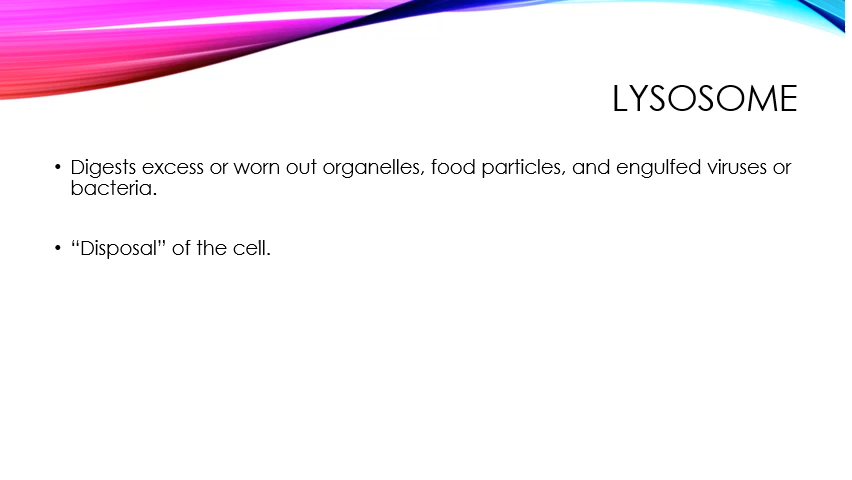 LYSOSOME
• Digests excess or worn out organelles, food particles, and engulfed viruses or
bacteria.
• “Disposal” of the cell.